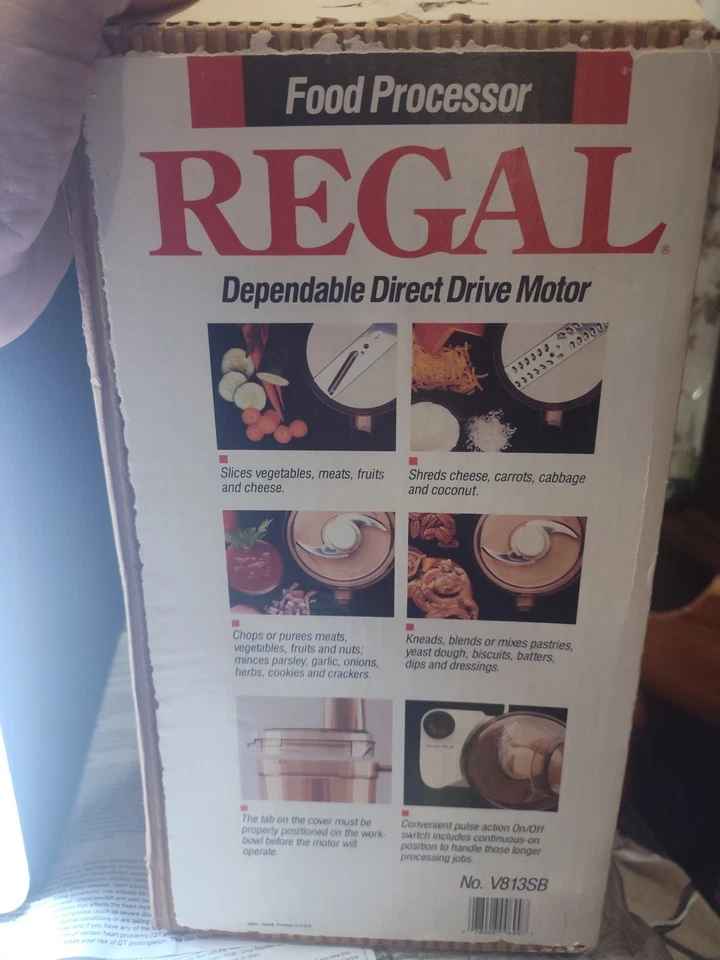 Food Processor
REGAL®
Dependable Direct Drive Motor
Slices vegetables, meats, fruits
and cheese.
Shreds cheese, carrots, cabbage
and coconut.
Chops or purees meats,
vegetables, fruits and nuts;
minces parsley, garlic, onions,
herbs, cookies and crackers.
Kneads, blends or mixes pastries,
yeast dough, biscuits, batters,
dips and dressings.
The tab on the cover must be
properly positioned on the work-
bowl before the motor will
operate.
Convenient pulse action On/Off
switch includes continuous-on
position to handle those longer
processing jobs.
No. V813SB
Printed in U.S.A.